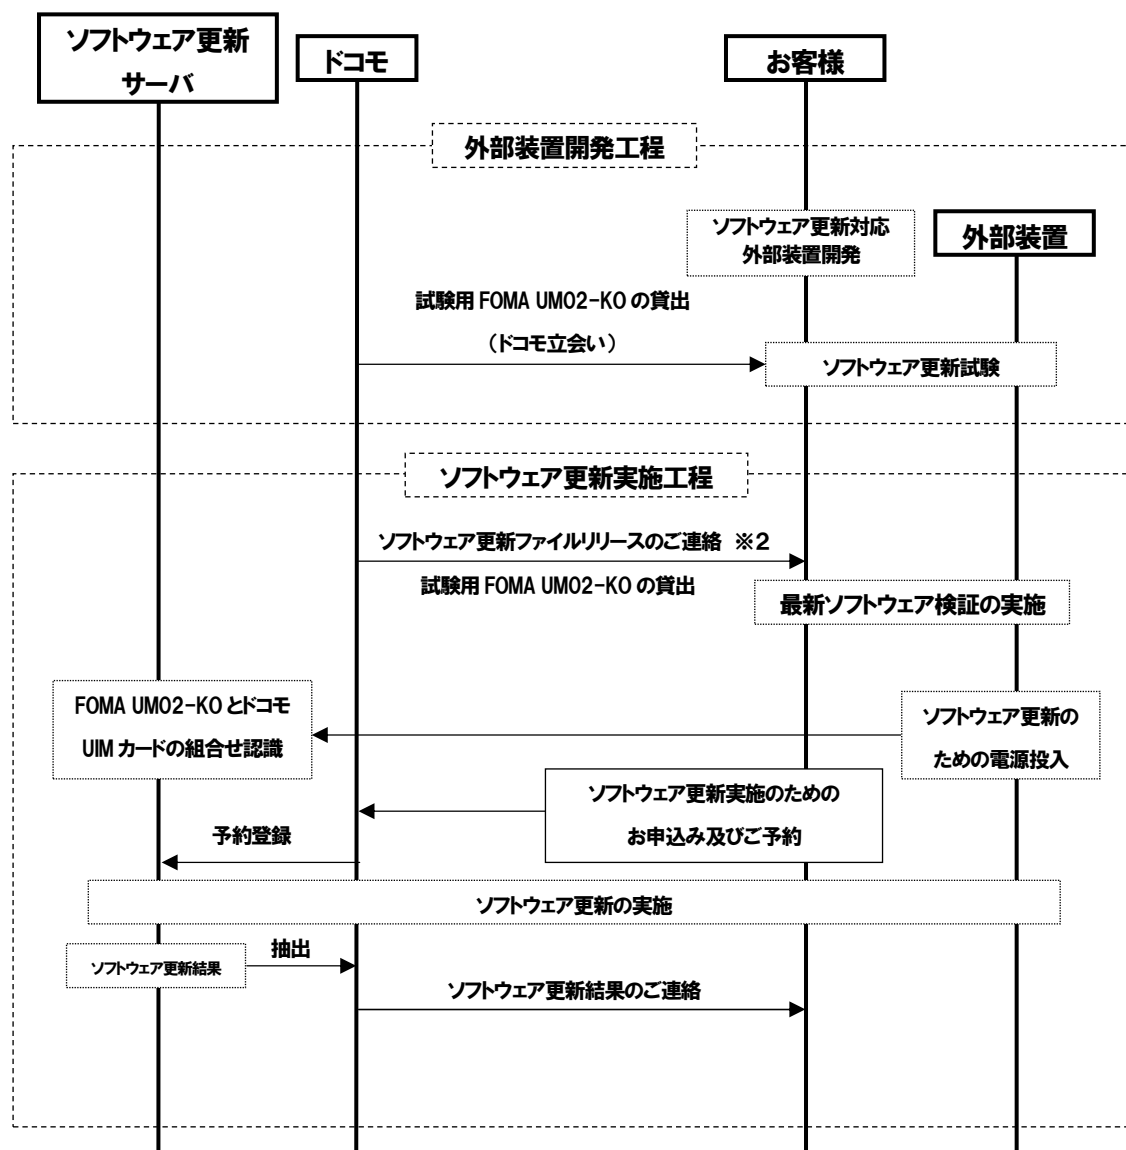 ソフトウェア更新
サーバ
ドコモ
お客様
外部装置開発工程
ソフトウェア更新対応
外部装置開発
外部装置
試験用 FOMA UM02-KO の貸出
（ドコモ立会い）
ソフトウェア更新試験
ソフトウェア更新実施工程
ソフトウェア更新ファイルリリースのご連絡 ※2
試験用 FOMA UM02-KO の貸出
最新ソフトウェア検証の実施
FOMA UM02-KO とドコモ
UIM カードの組合せ認識
ソフトウェア更新の
ための電源投入
ソフトウェア更新実施のための
お申込み及びご予約
予約登録
ソフトウェア更新の実施
ソフトウェア更新結果
抽出
ソフトウェア更新結果のご連絡